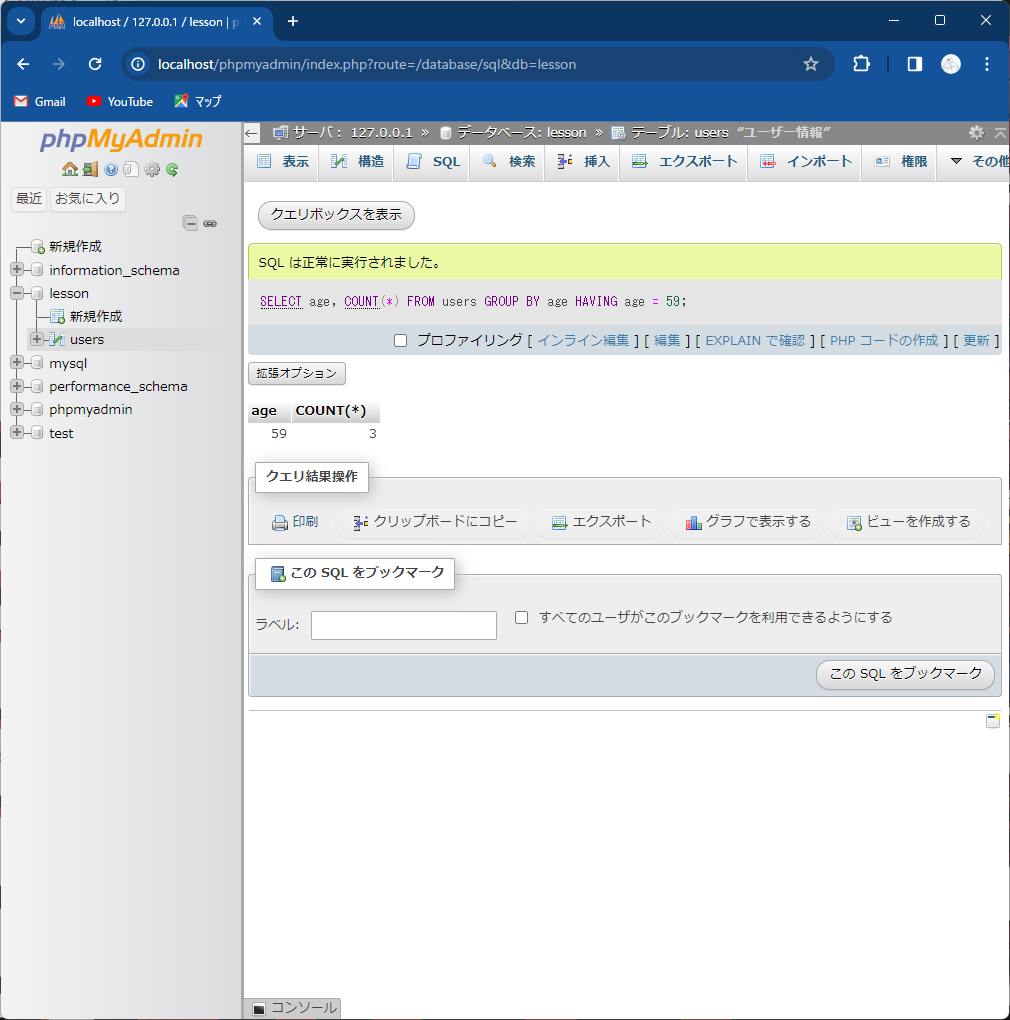 localhost / 127.0.0.1 / lesson | p
localhost/phpmyadmin/index.php?route=/database/sql&db=lesson
Gmail YouTube マップ
phpMyAdmin
最近 お気に入り
新規作成
information_schema
lesson
新規作成
users
mysql
performance_schema
phpmyadmin
test
サーバ: 127.0.0.1 » データベース: lesson » テーブル: users “ユーザー情報”
表示 構造 SQL 検索 挿入 エクスポート インポート 権限 その他
クエリボックスを表示
SQL は正常に実行されました。
SELECT age, COUNT(*) FROM users GROUP BY age HAVING age = 59;
プロファイリング [ インライン編集 ] [ 編集 ] [ EXPLAIN で確認 ] [ PHP コードの作成 ] [ 更新 ]
拡張オプション
age COUNT(*)
59 3
クエリ結果操作
印刷 クリップボードにコピー エクスポート グラフで表示する ビューを作成する
この SQL をブックマーク
ラベル: すべてのユーザがこのブックマークを利用できるようにする
この SQL をブックマーク
コンソール